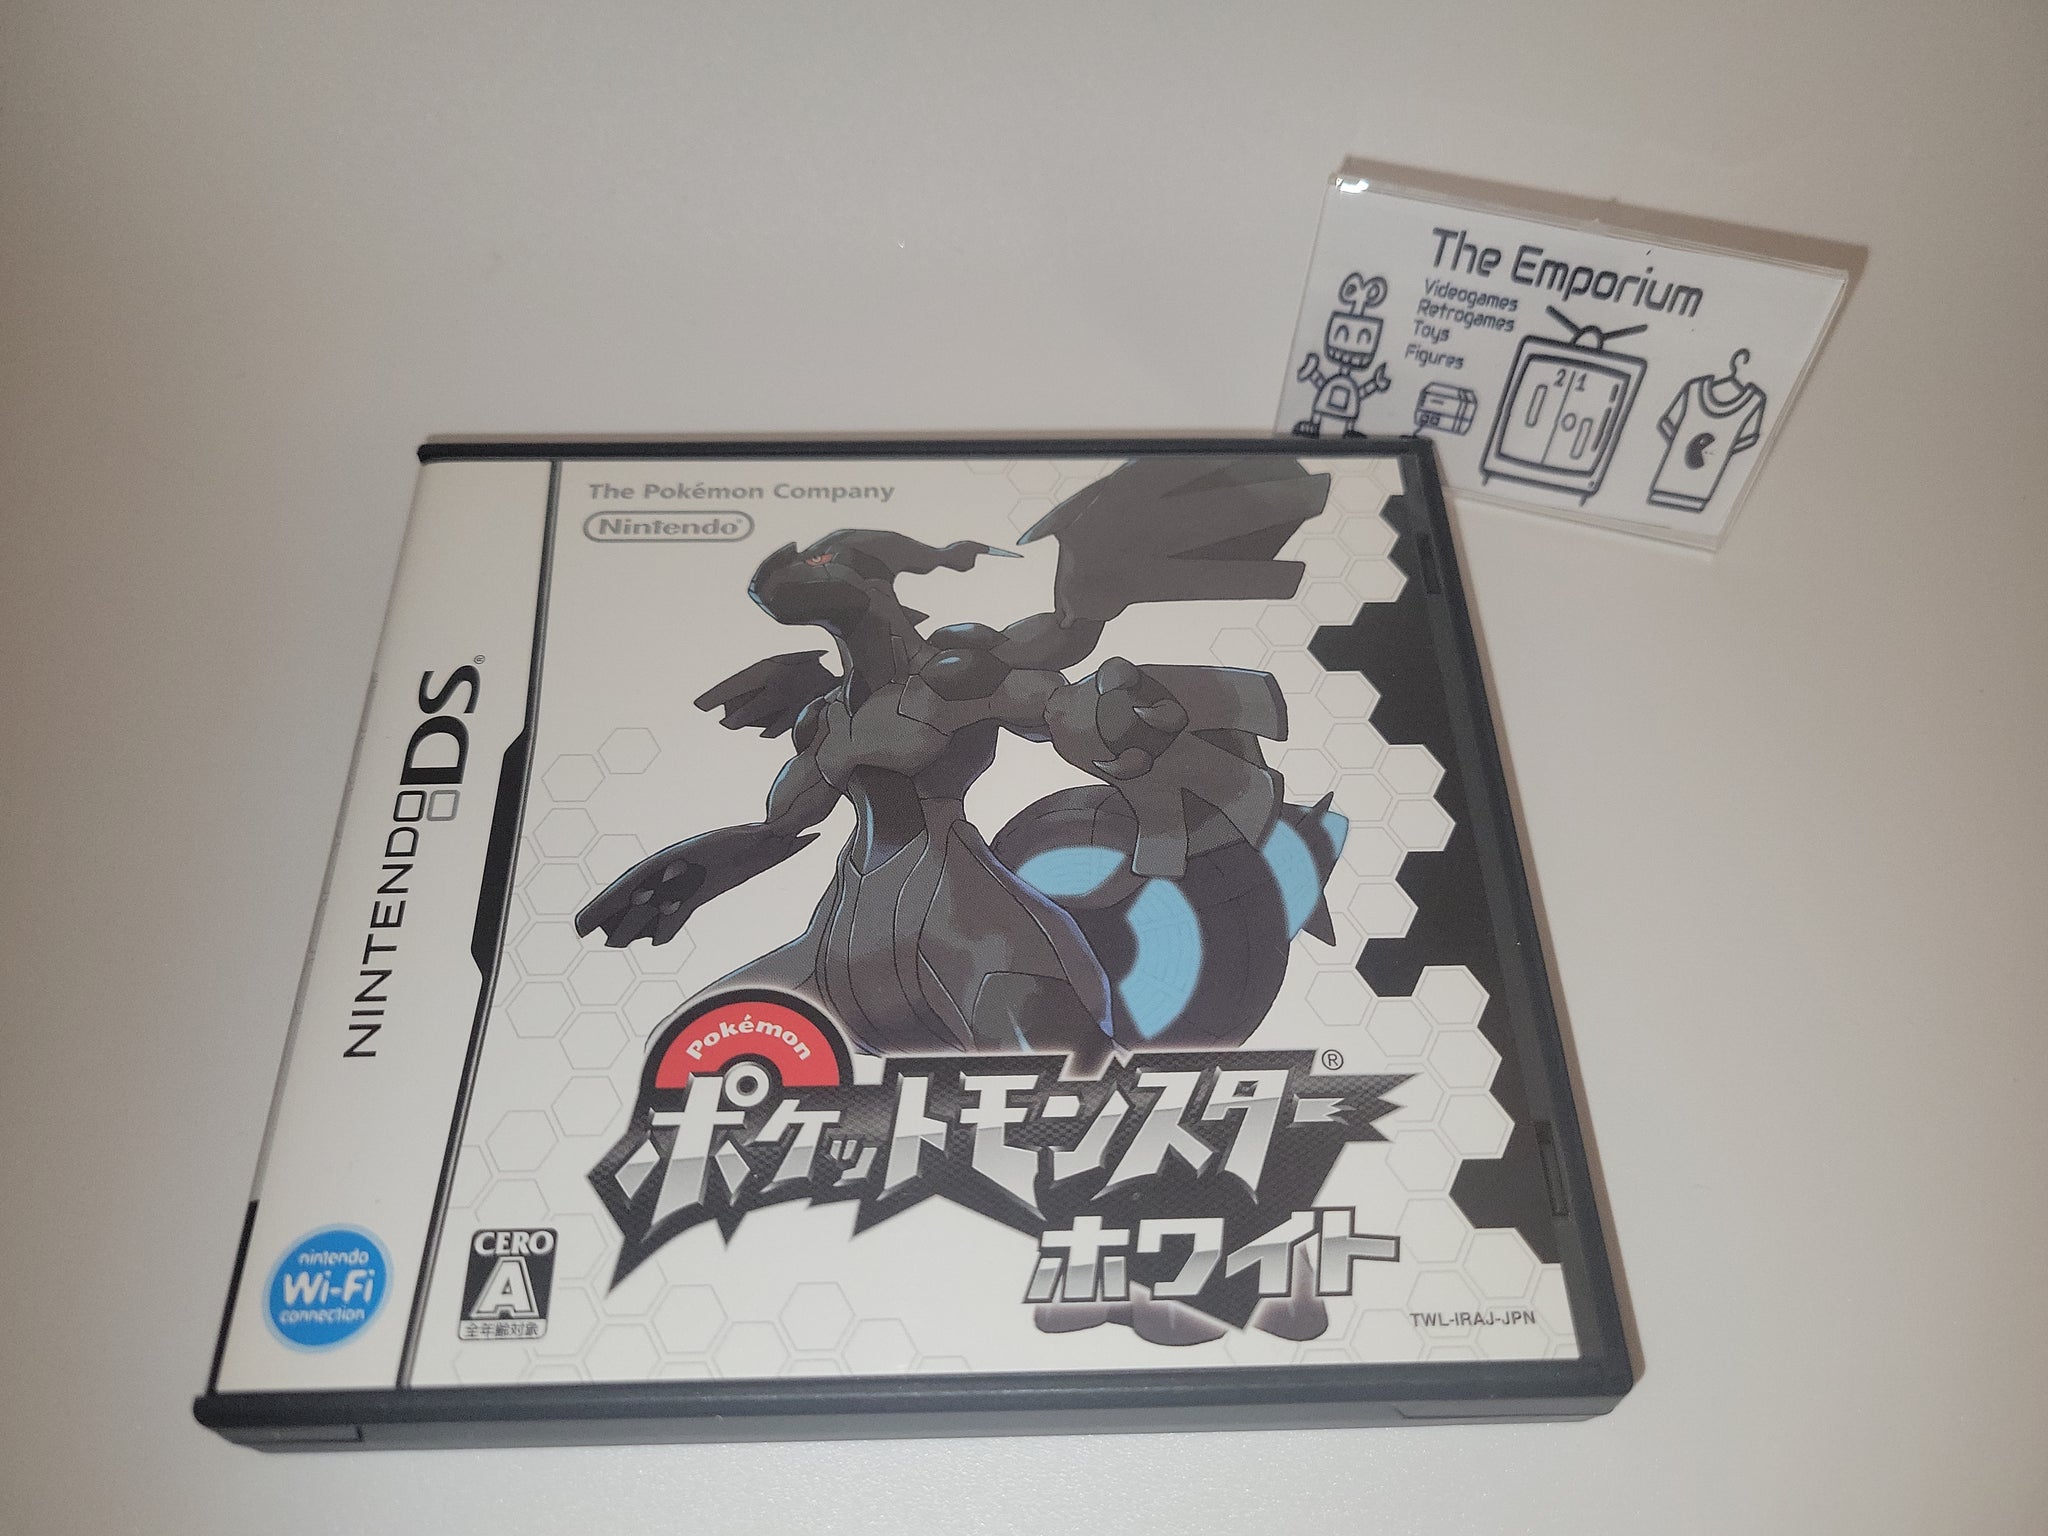 The Emporium
Videogames
Retrogames
Toys
Figures
2 1
The Pokémon Company
Nintendo®
NINTENDO DS®
Pokémon
ポケットモンスター®
ホワイト
nintendo
Wi-Fi
connection
CERO
A
全年齢対象
TWL-IRAJ-JPN